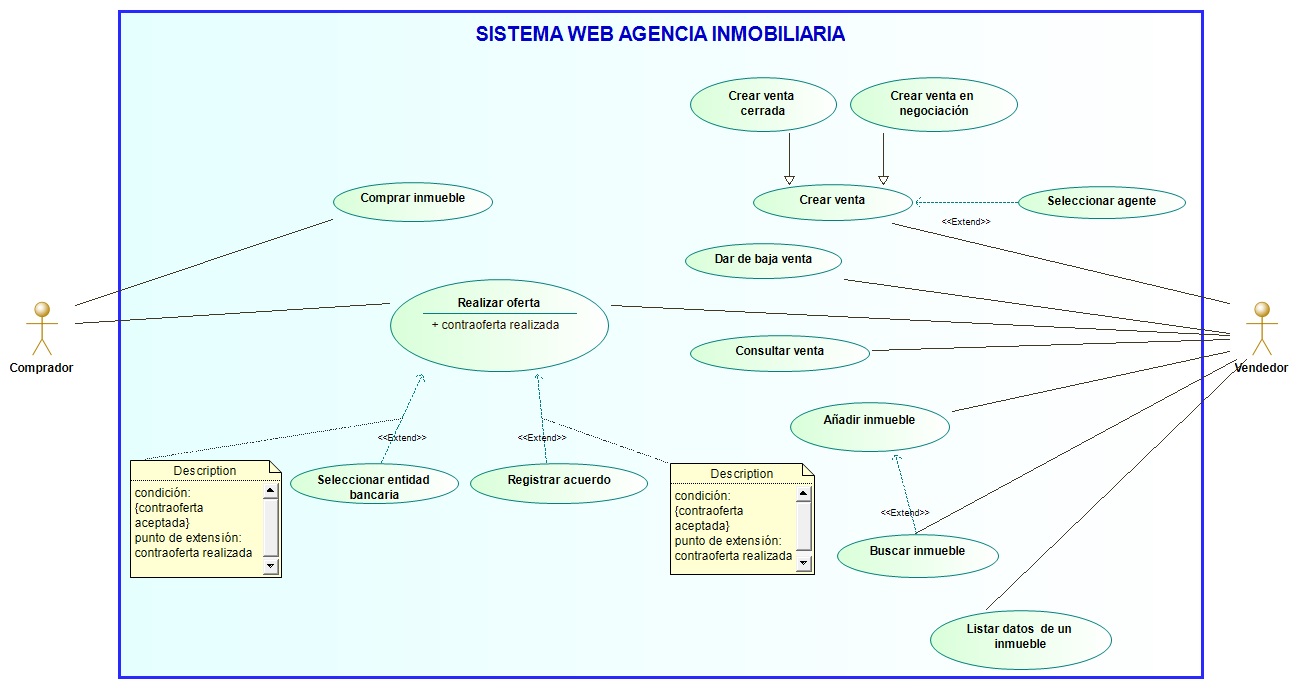 SISTEMA WEB AGENCIA INMOBILIARIA
Crear venta
cerrada
Crear venta en
negociación
Comprar inmueble
Crear venta
Seleccionar agente
<<Extend>>
Dar de baja venta
Realizar oferta
+ contraoferta realizada
Consultar venta
Comprador
Vendedor
Añadir inmueble
<<Extend>>
<<Extend>>
Description
condición:
{contraoferta
aceptada}
punto de extensión:
contraoferta realizada
Seleccionar entidad
bancaria
Registrar acuerdo
Description
condición:
{contraoferta
aceptada}
punto de extensión:
contraoferta realizada
<<Extend>>
Buscar inmueble
Listar datos de un
inmueble